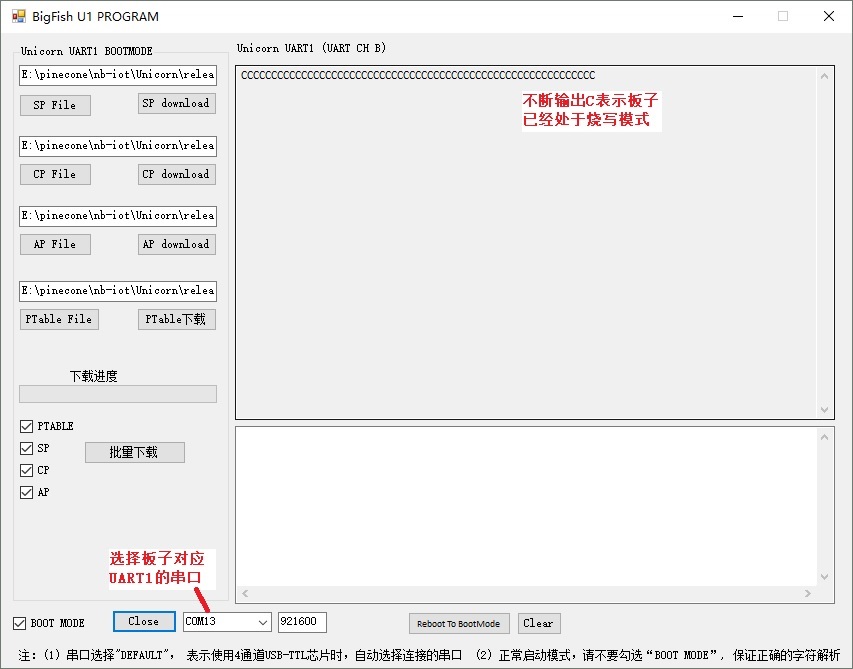 BigFish U1 PROGRAM
Unicorn UART1 BOOTMODE
E:\pinecone\nb-iot\Unicorn\relea
SP File
SP download
E:\pinecone\nb-iot\Unicorn\relea
CP File
CP download
E:\pinecone\nb-iot\Unicorn\relea
AP File
AP download
E:\pinecone\nb-iot\Unicorn\relea
PTable File
PTable下载
下载进度
PTABLE
SP
批量下载
CP
AP
选择板子对应
UART1的串口
Unicorn UART1 (UART CH B)
CCCCCCCCCCCCCCCCCCCCCCCCCCCCCCCCCCCCCCCCCCCCCCCCCCCCCCCCCCC
不断输出C表示板子
已经处于烧写模式
BOOT MODE
Close
COM13
921600
Reboot To BootMode
Clear
注：(1) 串口选择"DEFAULT"， 表示使用4通道USB-TTL芯片时，自动选择连接的串口 (2) 正常启动模式，请不要勾选“BOOT MODE”，保证正确的字符解析